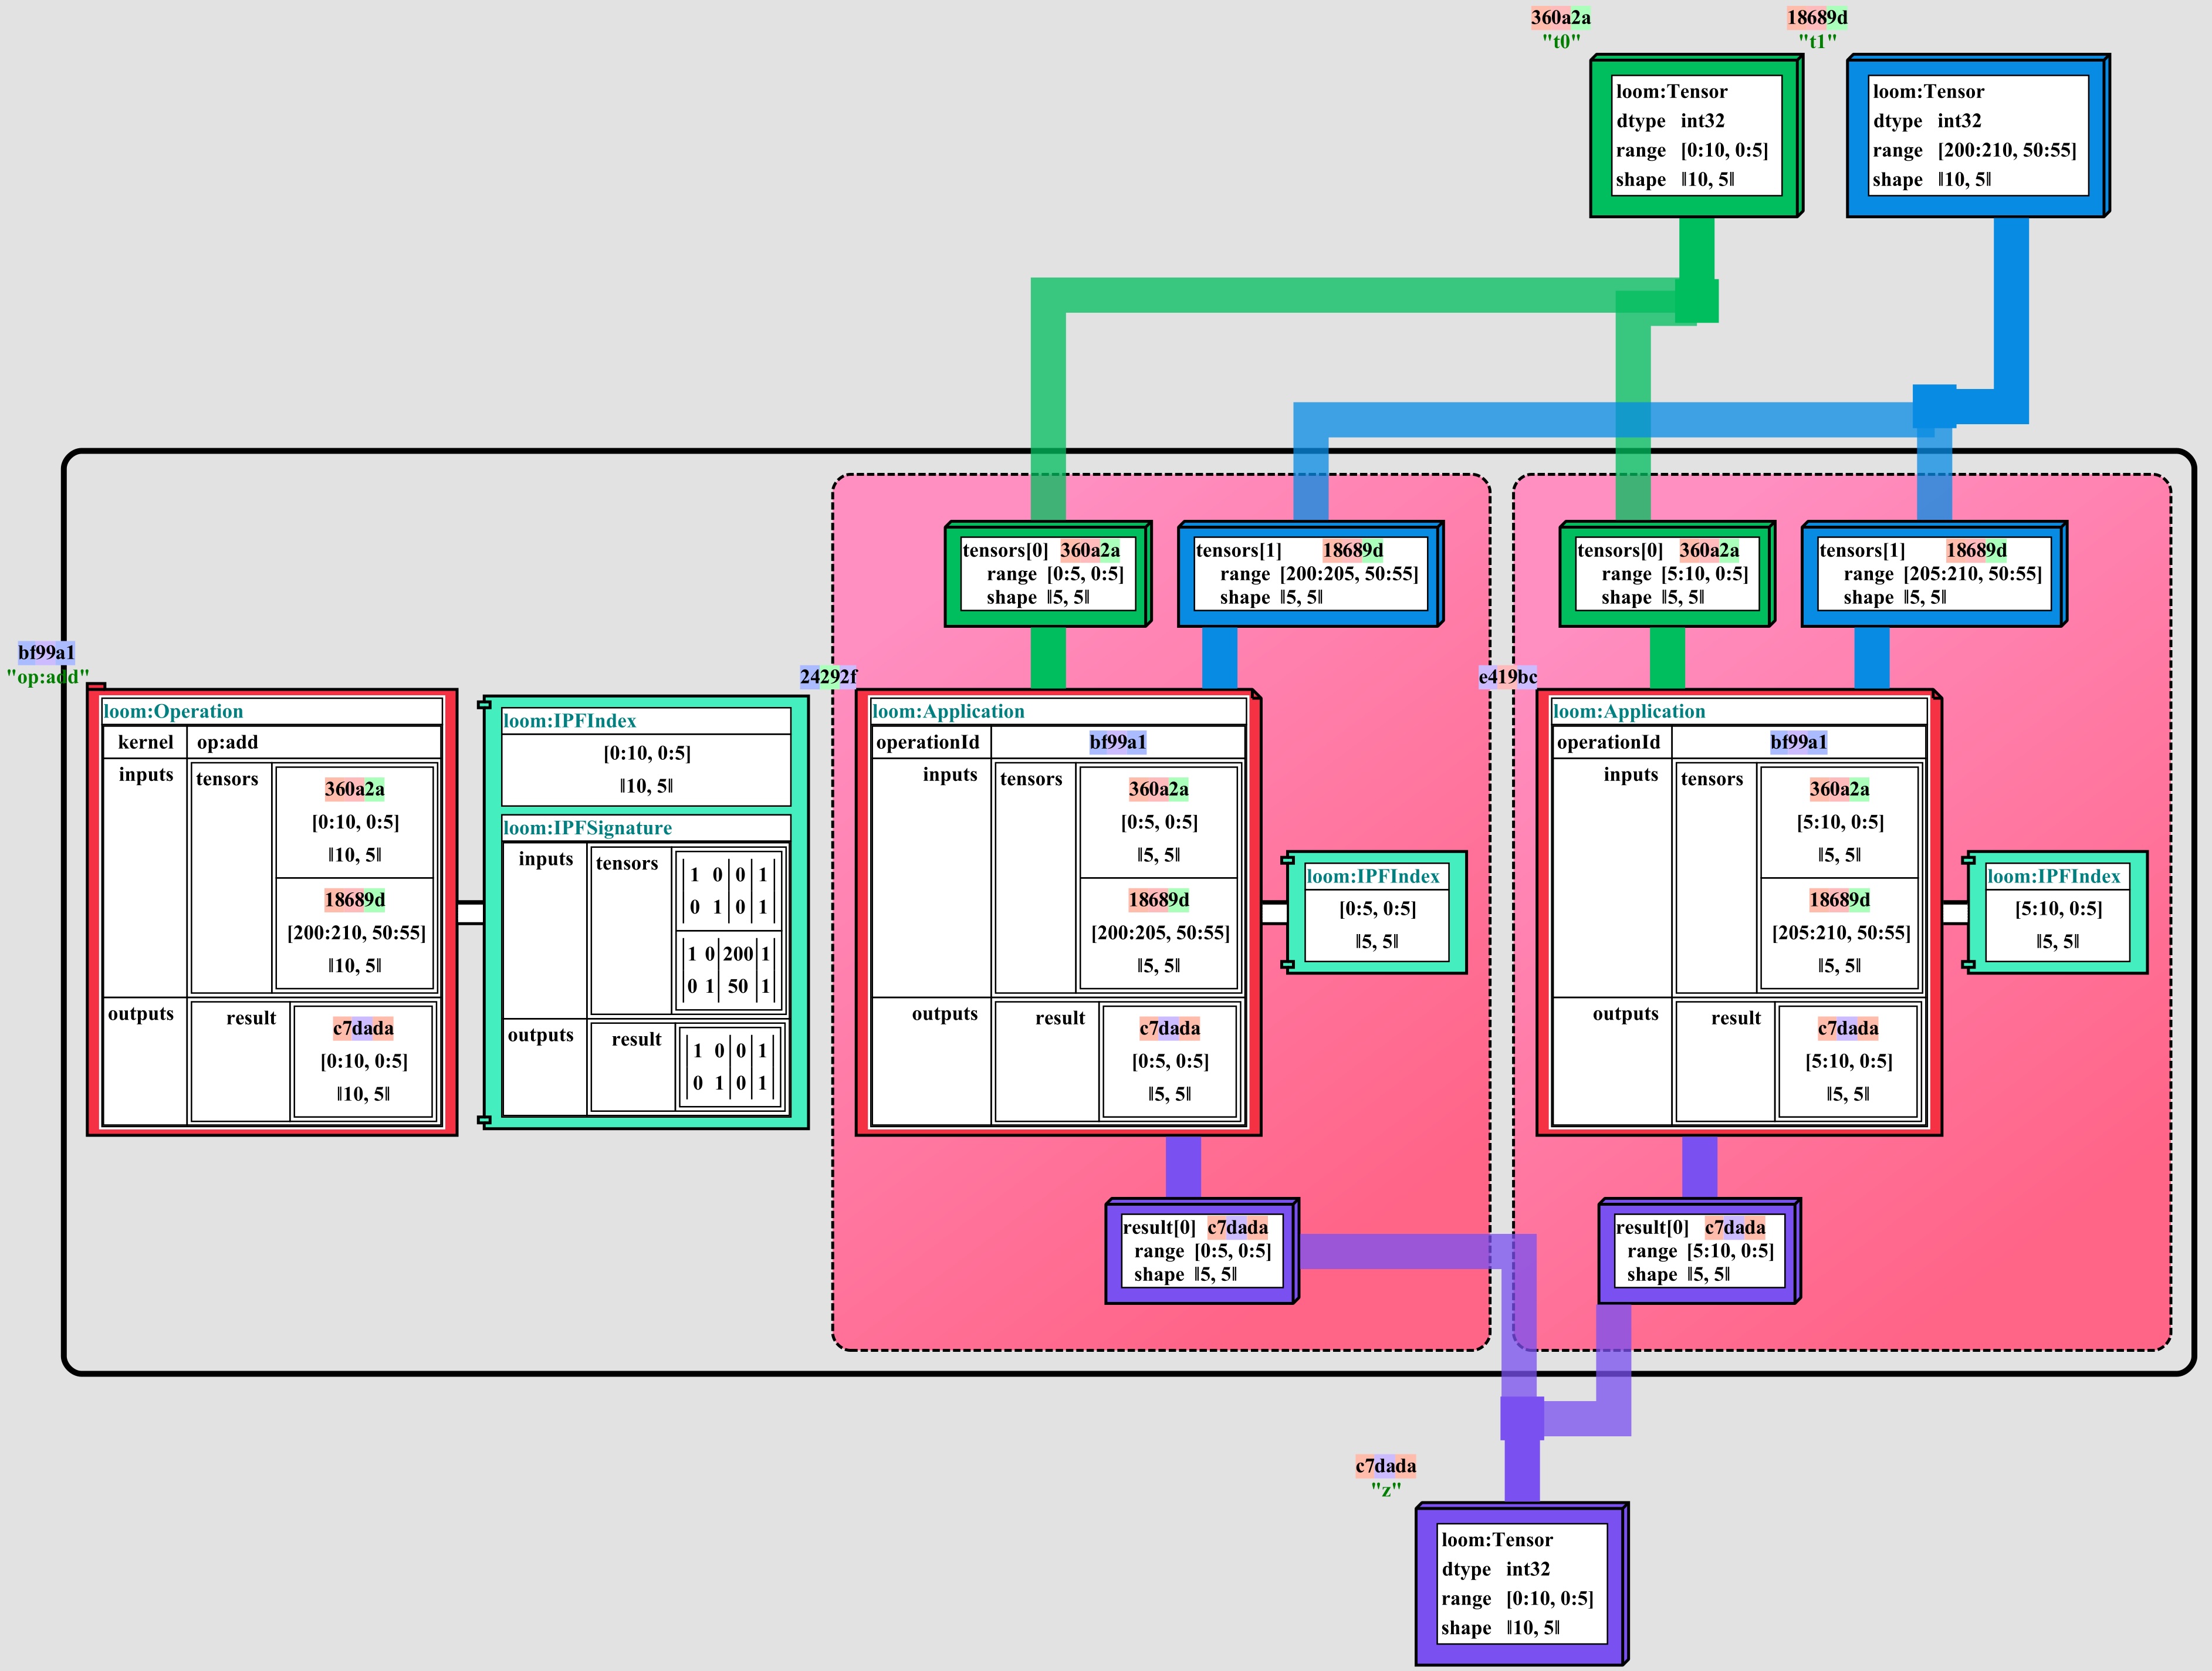 360a2a
"t0"
18689d
"t1"
loom:Tensor
dtype int32
range [0:10, 0:5]
shape ‖10, 5‖
loom:Tensor
dtype int32
range [200:210, 50:55]
shape ‖10, 5‖
tensors[0] 360a2a
range [0:5, 0:5]
shape ‖5, 5‖
tensors[1] 18689d
range [200:205, 50:55]
shape ‖5, 5‖
tensors[0] 360a2a
range [5:10, 0:5]
shape ‖5, 5‖
tensors[1] 18689d
range [205:210, 50:55]
shape ‖5, 5‖
bf99a1
"op:add"
loom:Operation
kernel op:add
inputs tensors
360a2a
[0:10, 0:5]
‖10, 5‖
18689d
[200:210, 50:55]
‖10, 5‖
outputs result
c7dada
[0:10, 0:5]
‖10, 5‖
loom:IPFIndex
[0:10, 0:5]
‖10, 5‖
loom:IPFSignature
inputs tensors
1 0 0 1
0 1 0 1
1 0 200 1
0 1 50 1
outputs result
1 0 0 1
0 1 0 1
24292f
loom:Application
operationId bf99a1
inputs tensors
360a2a
[0:5, 0:5]
‖5, 5‖
18689d
[200:205, 50:55]
‖5, 5‖
outputs result
c7dada
[0:5, 0:5]
‖5, 5‖
loom:IPFIndex
[0:5, 0:5]
‖5, 5‖
e419bc
loom:Application
operationId bf99a1
inputs tensors
360a2a
[5:10, 0:5]
‖5, 5‖
18689d
[205:210, 50:55]
‖5, 5‖
outputs result
c7dada
[5:10, 0:5]
‖5, 5‖
loom:IPFIndex
[5:10, 0:5]
‖5, 5‖
result[0] c7dada
range [0:5, 0:5]
shape ‖5, 5‖
result[0] c7dada
range [5:10, 0:5]
shape ‖5, 5‖
c7dada
"z"
loom:Tensor
dtype int32
range [0:10, 0:5]
shape ‖10, 5‖